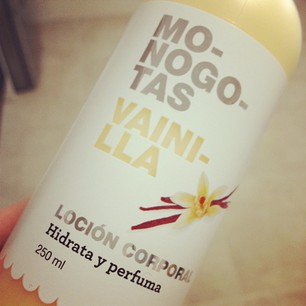 MO-
NOGO-
TAS
VAINI-
LLA
LOCIÓN CORPORAL
Hidrata y perfuma
250 ml